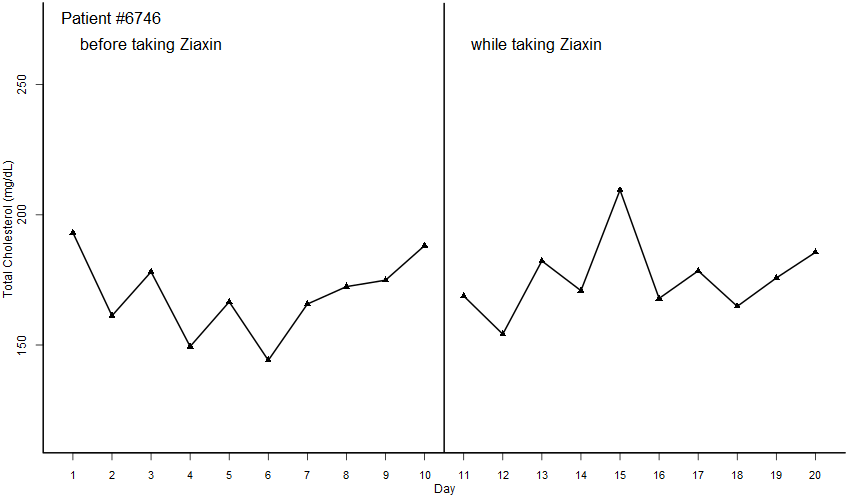 Patient #6746
before taking Ziaxin
while taking Ziaxin
Total Cholesterol (mg/dL)
250
200
150
1 2 3 4 5 6 7 8 9 10 11 12 13 14 15 16 17 18 19 20
Day